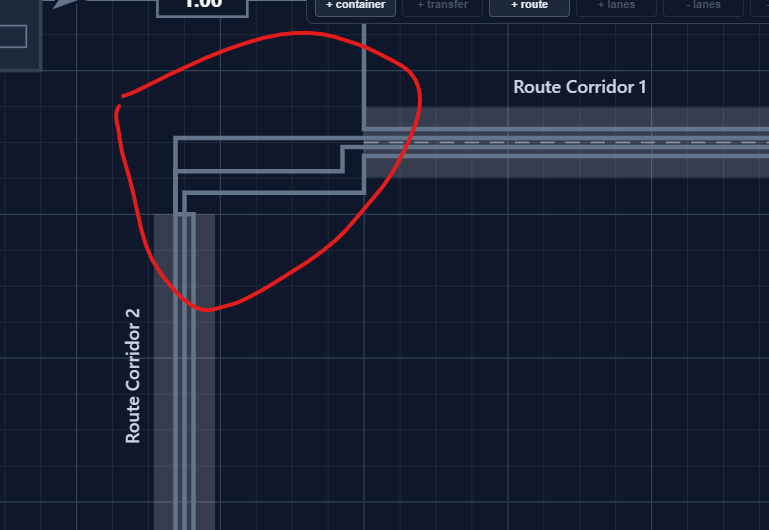 1.00
+ container
+ transfer
+ route
+ lanes
- lanes
Route Corridor 1
Route Corridor 2